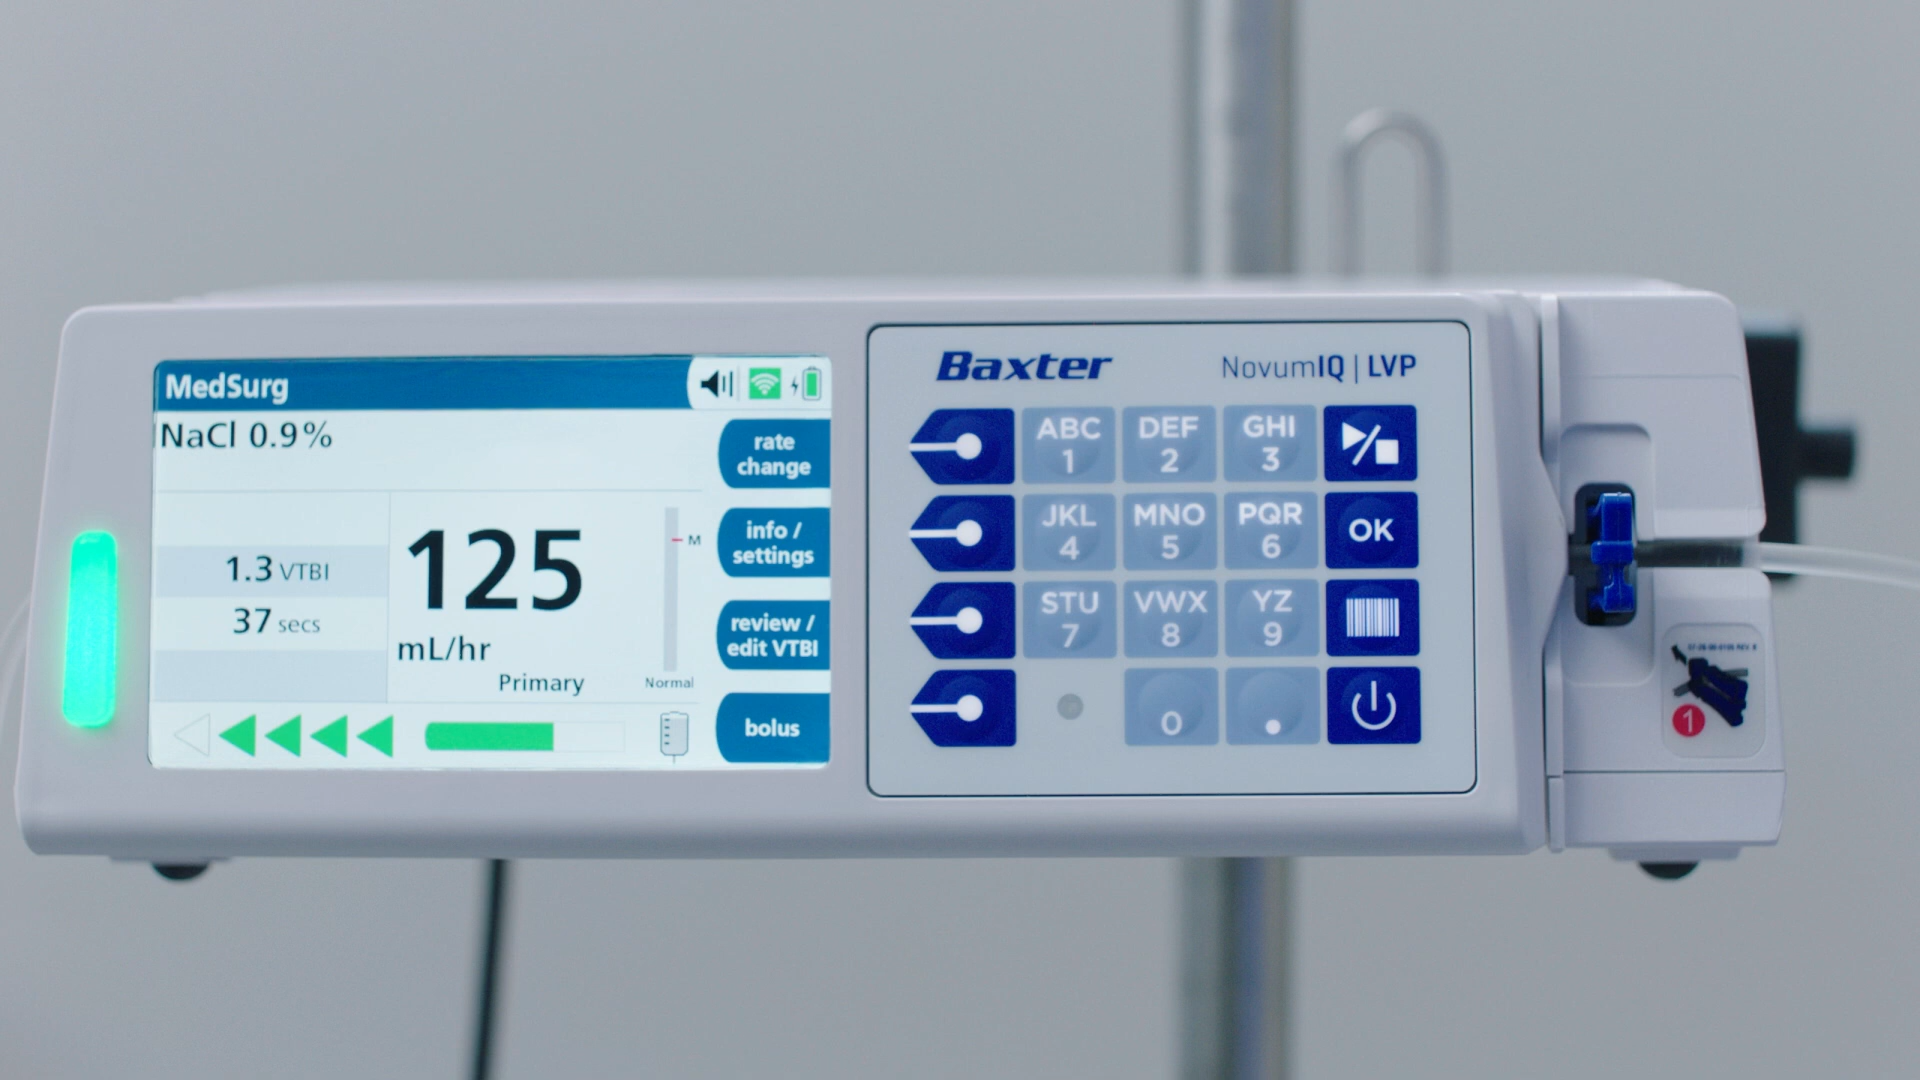 MedSurg
NaCl 0.9%
1.3 VTBI
37 secs
125
mL/hr
Primary
M
Normal
rate
change
info /
settings
review /
edit VTBI
bolus
Baxter
NovumIQ | LVP
ABC
1
DEF
2
GHI
3
JKL
4
MNO
5
PQR
6
OK
STU
7
VWX
8
YZ
9
0
.
1